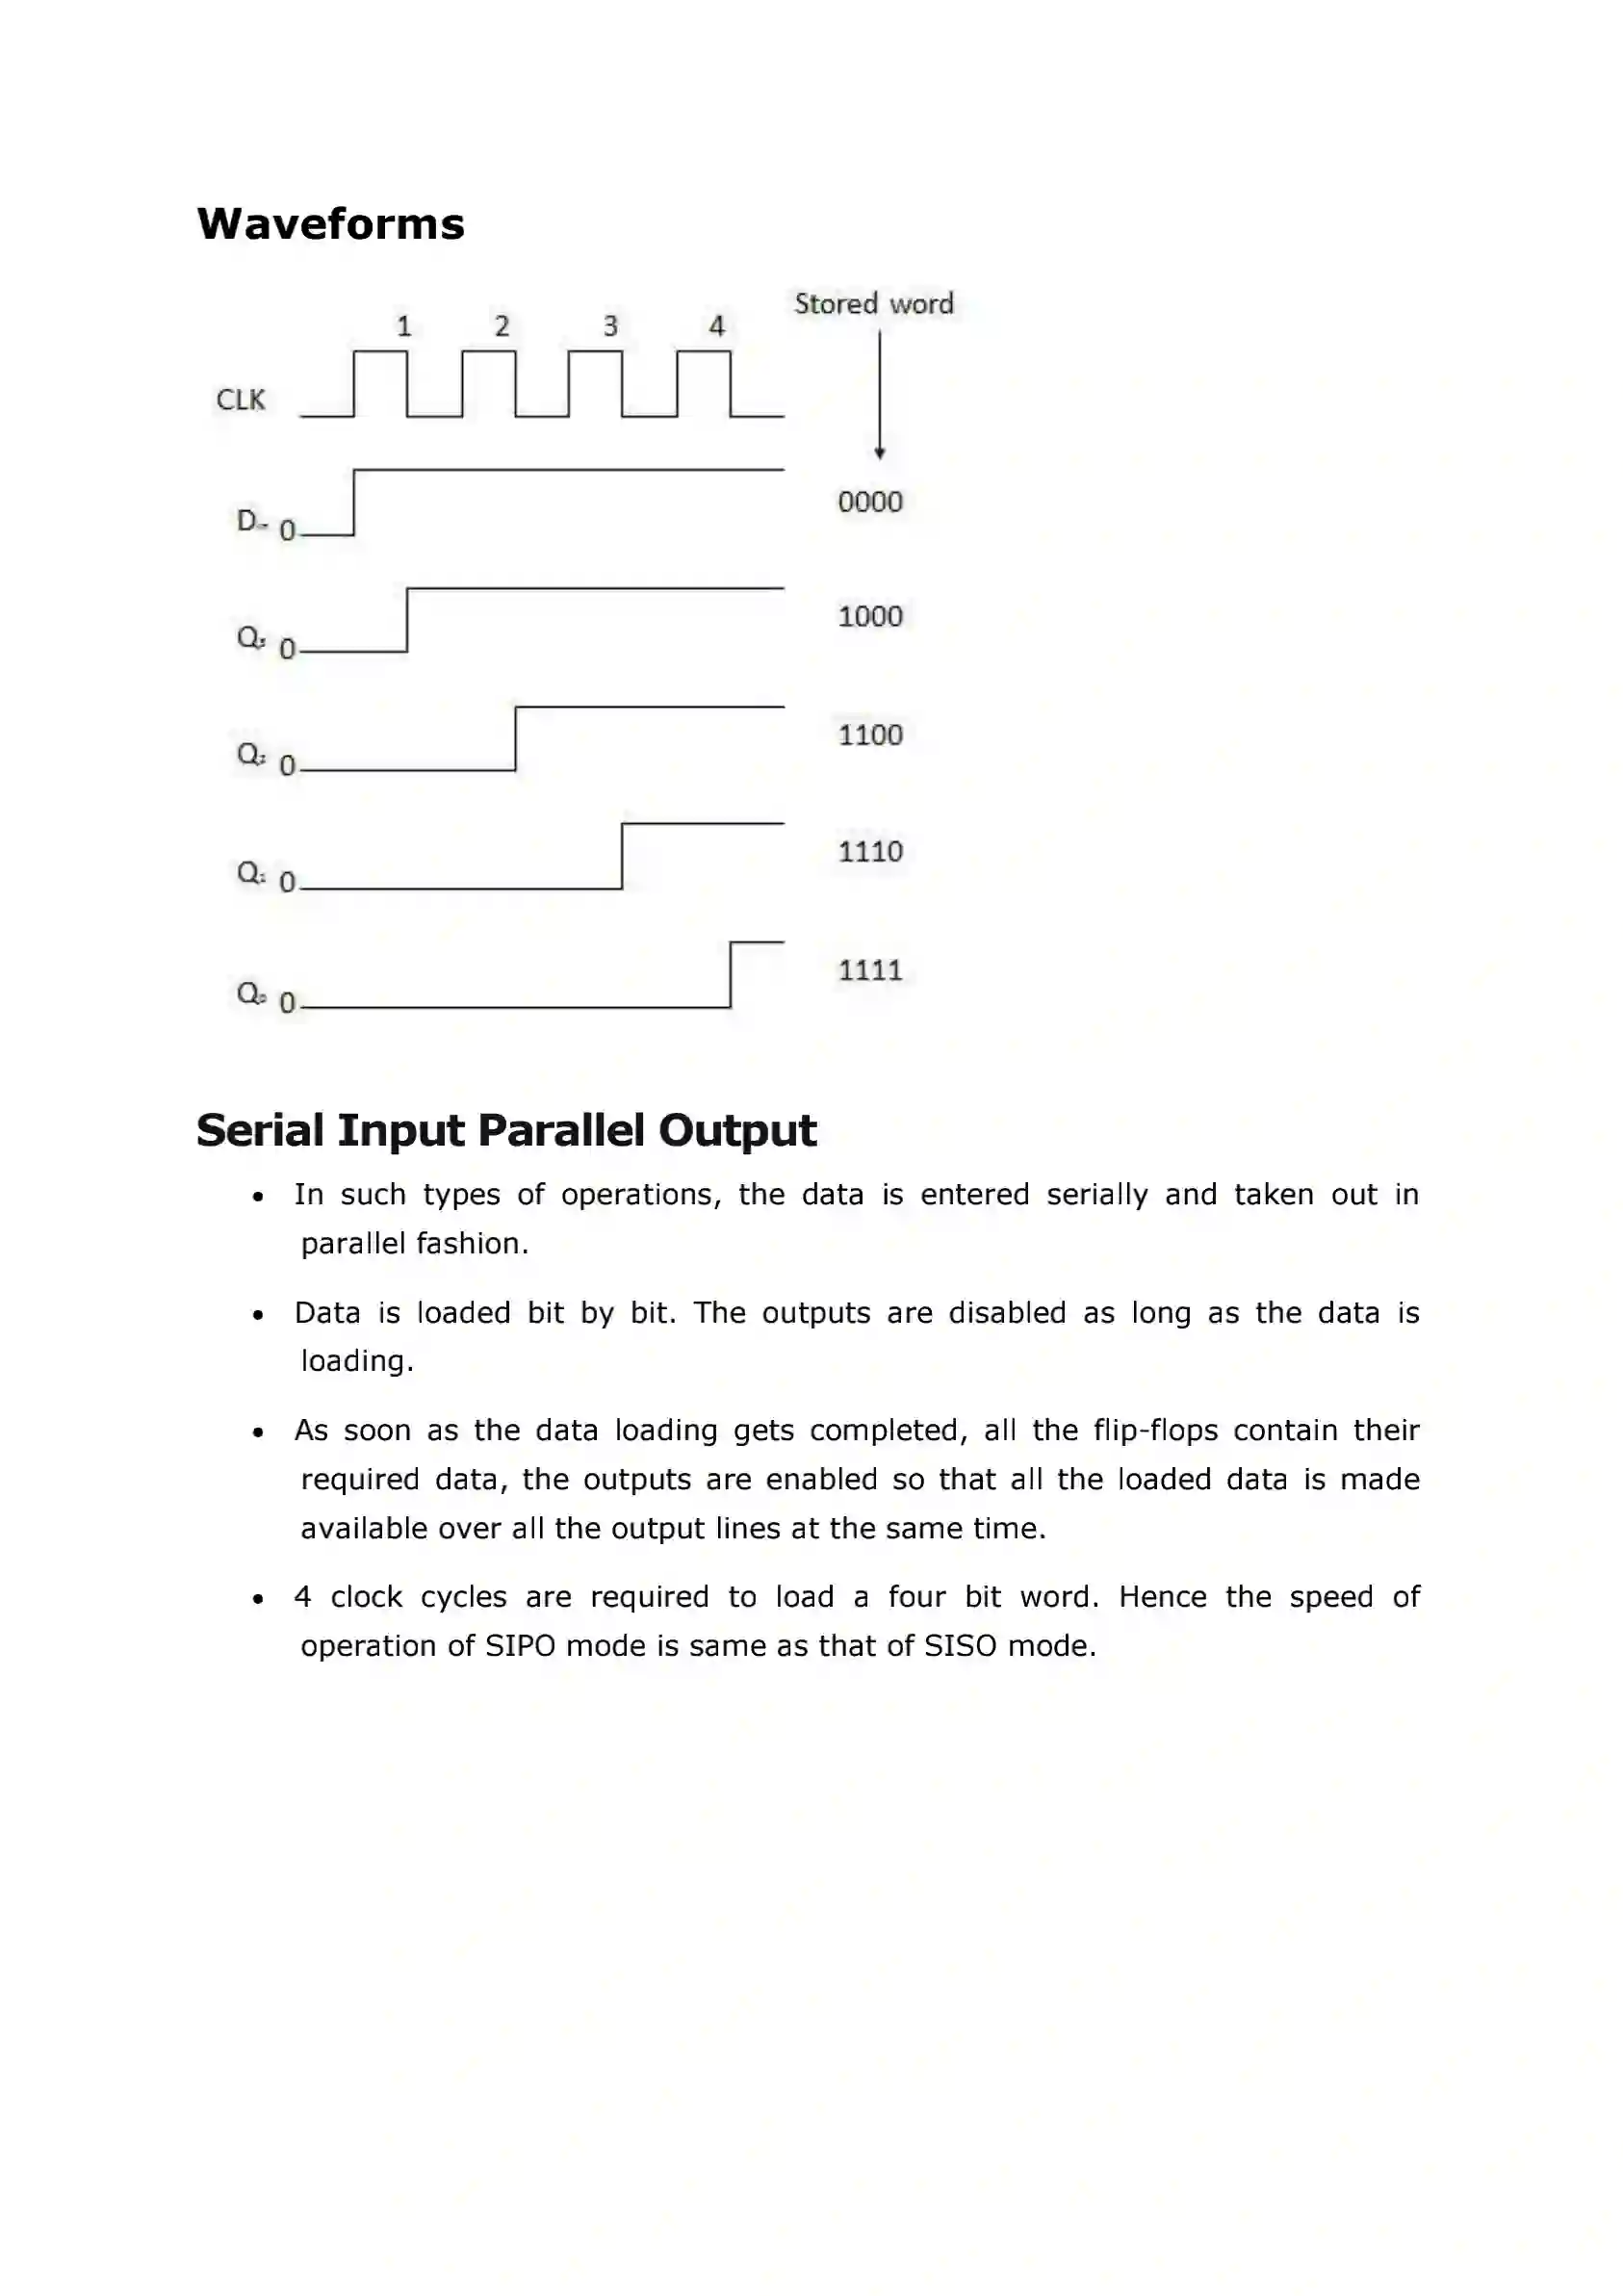 Waveforms
Stored word
1 2 3 4
CLK
0000
D 0
1000
Q 0
1100
Q 0
1110
Q 0
1111
Q 0
Serial Input Parallel Output
• In such types of operations, the data is entered serially and taken out in
parallel fashion.
• Data is loaded bit by bit. The outputs are disabled as long as the data is
loading.
• As soon as the data loading gets completed, all the flip-flops contain their
required data, the outputs are enabled so that all the loaded data is made
available over all the output lines at the same time.
• 4 clock cycles are required to load a four bit word. Hence the speed of
operation of SIPO mode is same as that of SISO mode.